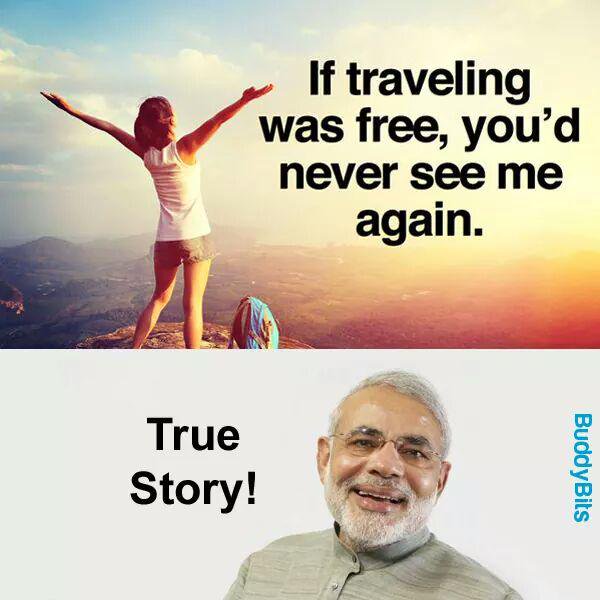 If traveling
was free, you'd
never see me
again.
True
Story!
BuddyBits